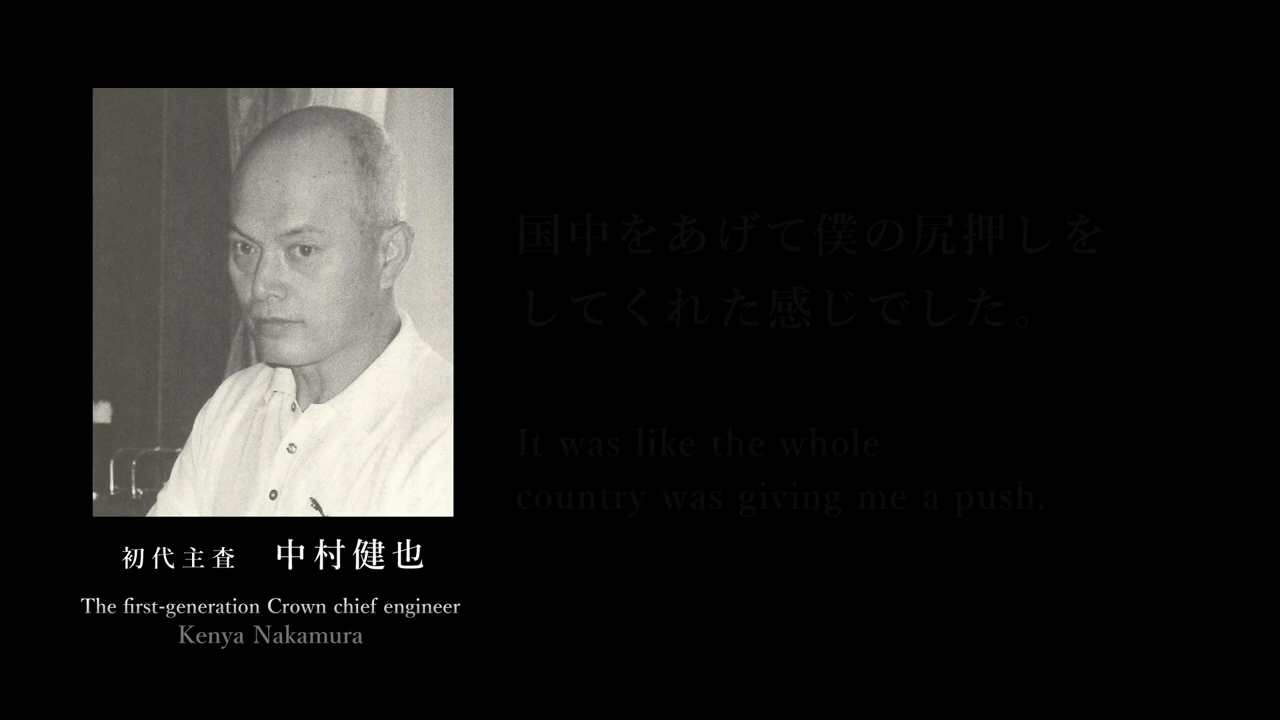 国中をあげて僕の尻押しを
してくれた感じでした。
It was like the whole
country was giving me a push.
初代主査 中村健也
The first-generation Crown chief engineer
Kenya Nakamura